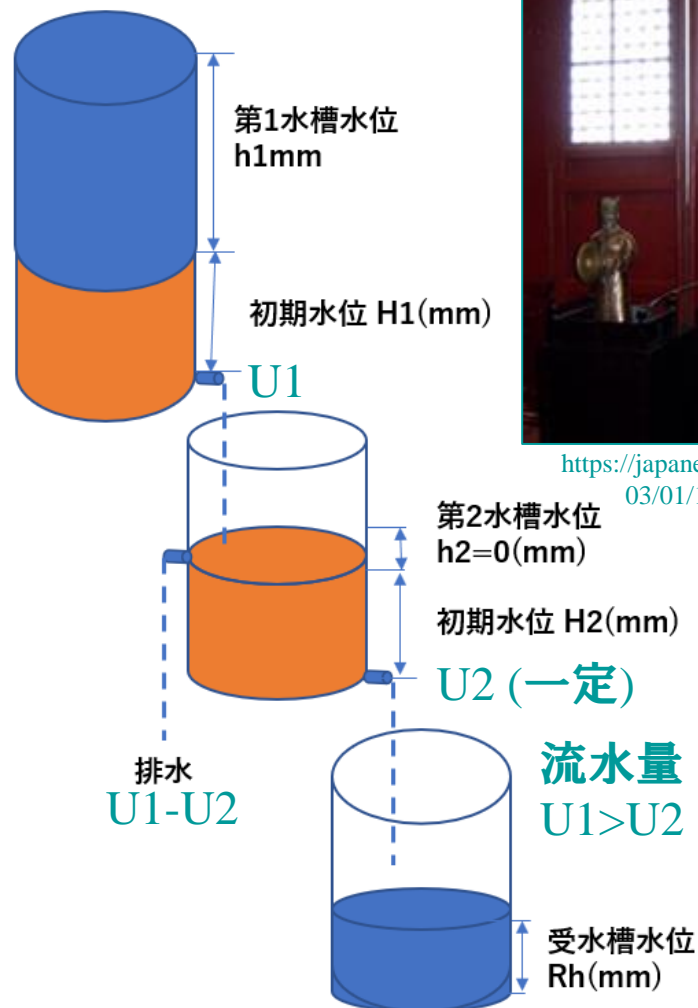 第1水槽水位
h1mm
初期水位 H1(mm)
U1
https://japane
03/01/1
第2水槽水位
h2=0(mm)
初期水位 H2(mm)
U2 (一定)
排水
U1-U2
流水量
U1>U2
受水槽水位
Rh(mm)